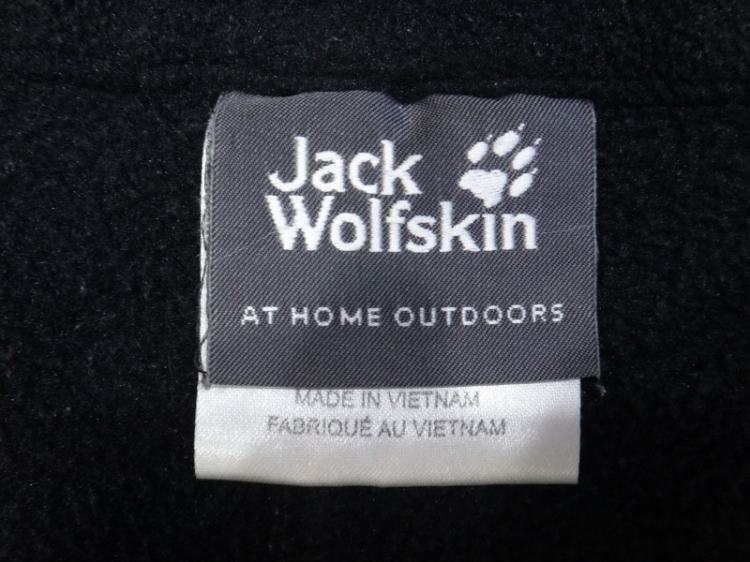 Jack
Wolfskin
AT HOME OUTDOORS
MADE IN VIETNAM
FABRIQUÉ AU VIETNAM